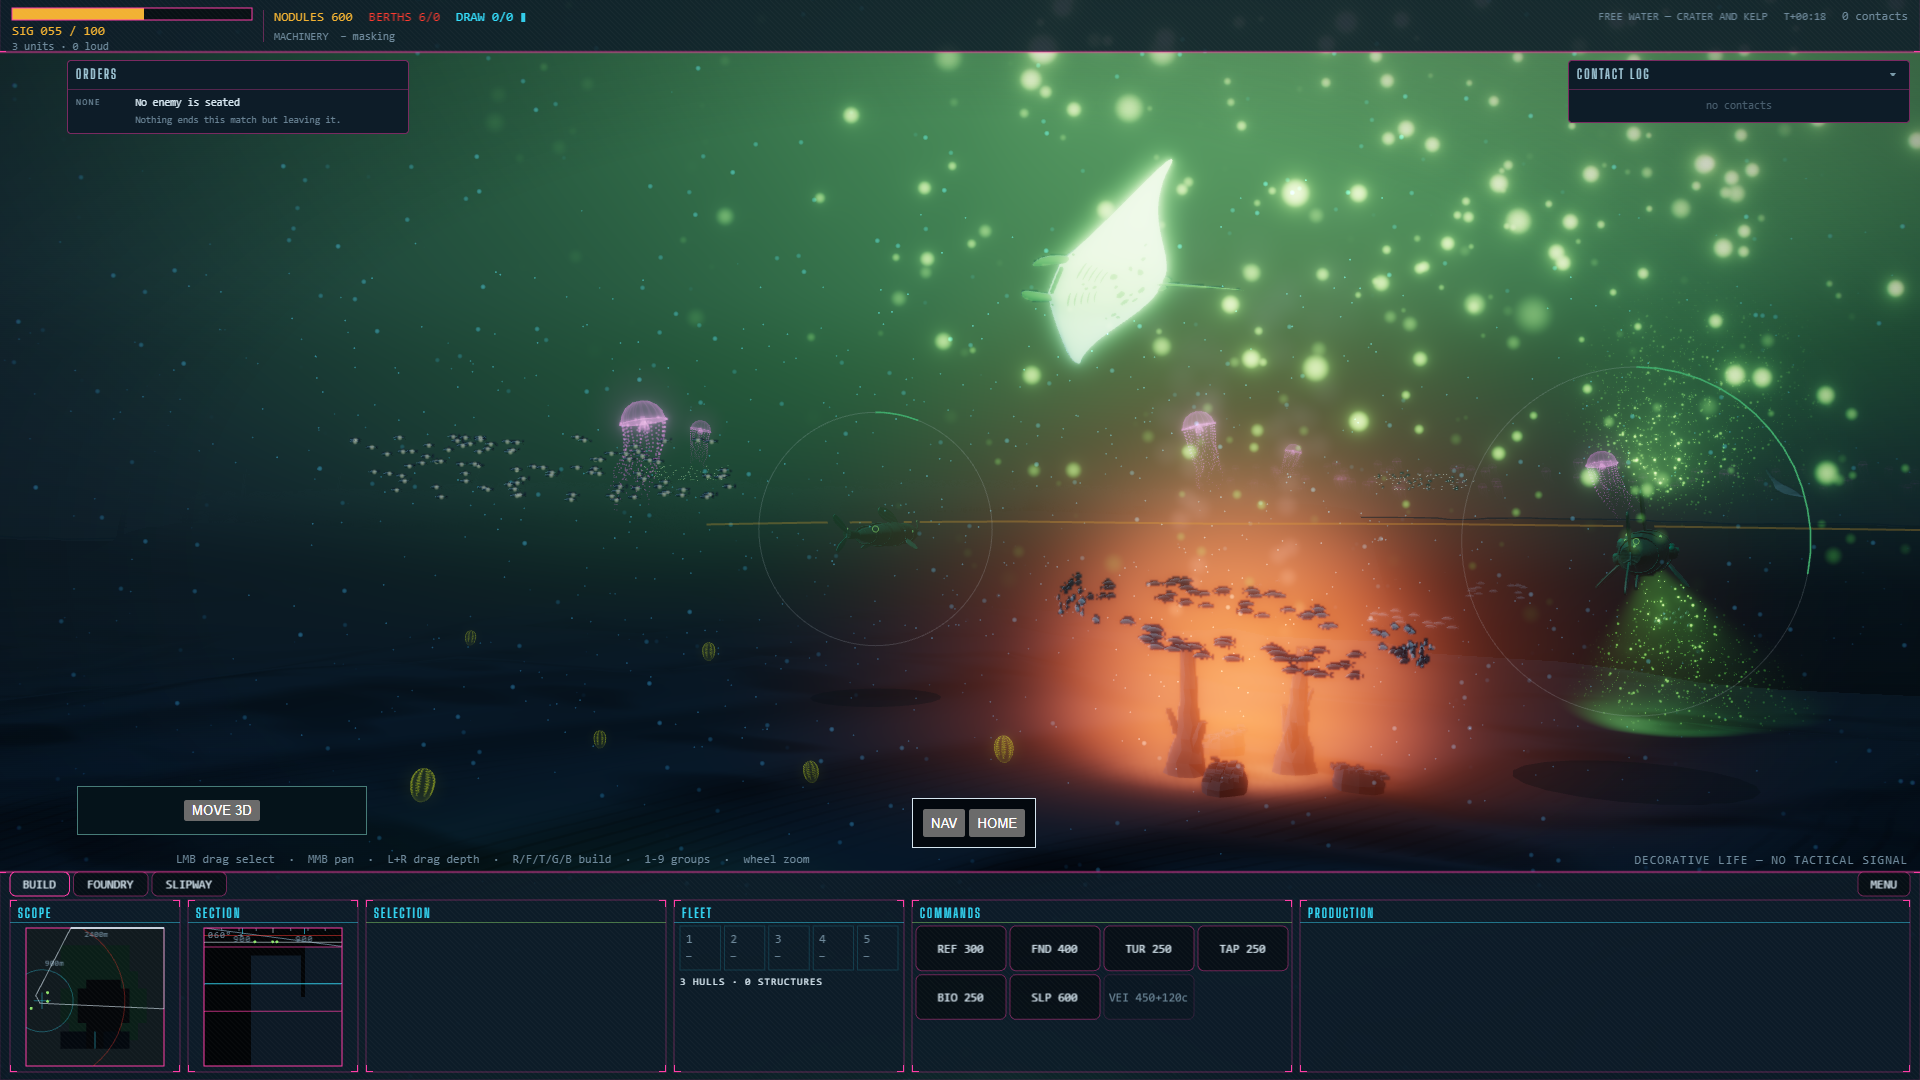 SIG 055 / 100
3 units · 0 loud
NODULES 600 BERTHS 6/0 DRAW 0/0
MACHINERY – masking
FREE WATER — CRATER AND KELP T+00:18 0 contacts
ORDERS
NONE No enemy is seated
Nothing ends this match but leaving it.
CONTACT LOG
no contacts
MOVE 3D
NAV HOME
LMB drag select · MMB pan · L+R drag depth · R/F/T/G/B build · 1-9 groups · wheel zoom
DECORATIVE LIFE — NO TACTICAL SIGNAL
BUILD FOUNDRY SLIPWAY
MENU
SCOPE
2400m
900m
SECTION
060°
900 900
SELECTION
FLEET
1 2 3 4 5
– – – – –
3 HULLS · 0 STRUCTURES
COMMANDS
REF 300 FND 400 TUR 250 TAP 250
BIO 250 SLP 600 VEI 450+120c
PRODUCTION